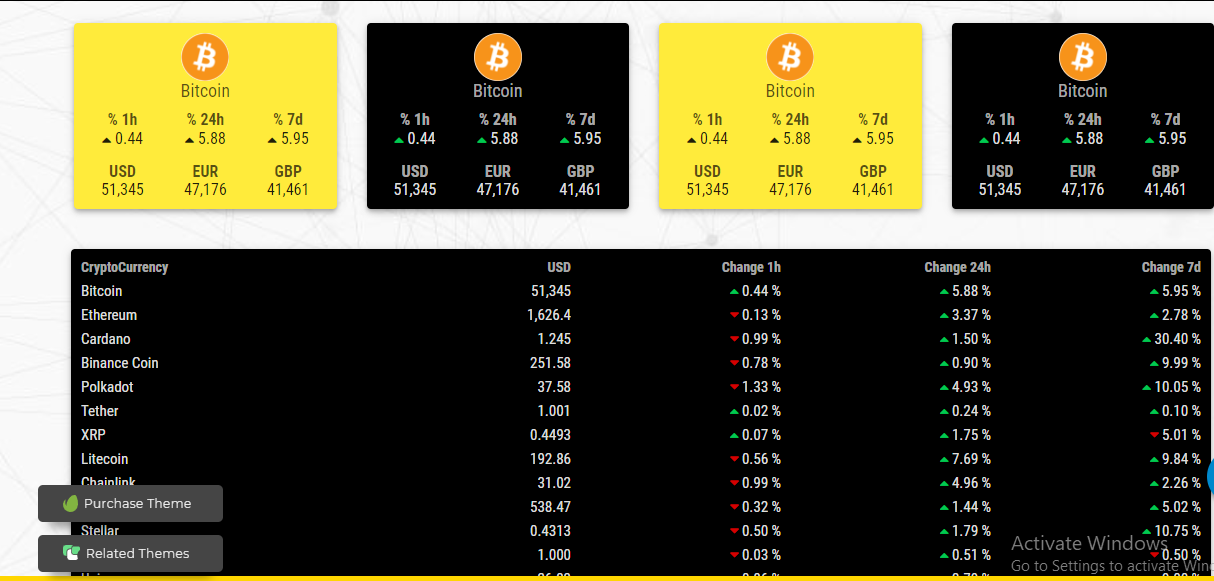 Bitcoin Bitcoin Bitcoin Bitcoin
% 1h % 24h % 7d % 1h % 24h % 7d % 1h % 24h % 7d % 1h % 24h % 7d
0.44 5.88 5.95 0.44 5.88 5.95 0.44 5.88 5.95 0.44 5.88 5.95
USD EUR GBP USD EUR GBP USD EUR GBP USD EUR GBP
51,345 47,176 41,461 51,345 47,176 41,461 51,345 47,176 41,461 51,345 47,176 41,461
CryptoCurrency USD Change 1h Change 24h Change 7d
Bitcoin 51,345 0.44 % 5.88 % 5.95 %
Ethereum 1,626.4 0.13 % 3.37 % 2.78 %
Cardano 1.245 0.99 % 1.50 % 30.40 %
Binance Coin 251.58 0.78 % 0.90 % 9.99 %
Polkadot 37.58 1.33 % 4.93 % 10.05 %
Tether 1.001 0.02 % 0.24 % 0.10 %
XRP 0.4493 0.07 % 1.75 % 5.01 %
Litecoin 192.86 0.56 % 7.69 % 9.84 %
Chainlink 31.02 0.99 % 4.96 % 2.26 %
Purchase Theme 538.47 0.32 % 1.44 % 5.02 %
Stellar 0.4313 0.50 % 1.79 % 10.75 %
Activate Windows
Related Themes 1.000 0.03 % 0.51 % 0.50 %
Go to Settings to activate Win